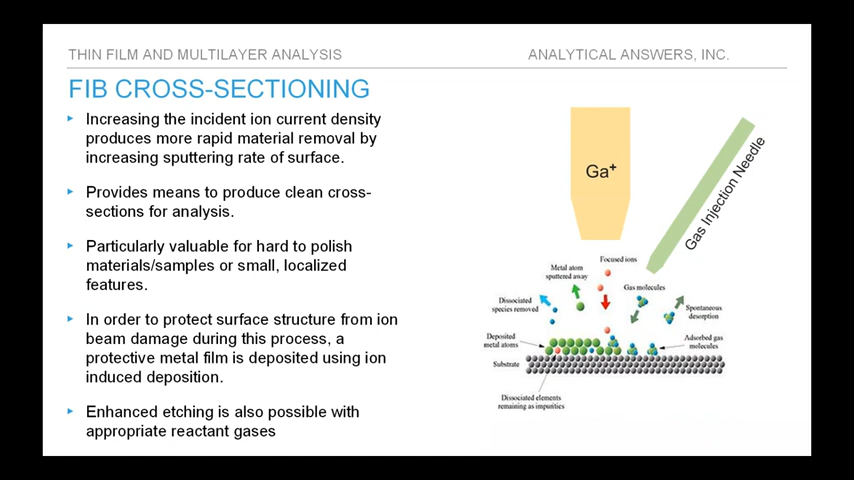 THIN FILM AND MULTILAYER ANALYSIS
ANALYTICAL ANSWERS, INC.
FIB CROSS-SECTIONING
Increasing the incident ion current density
produces more rapid material removal by
increasing sputtering rate of surface.
Provides means to produce clean cross-
sections for analysis.
Particularly valuable for hard to polish
materials/samples or small, localized
features.
In order to protect surface structure from ion
beam damage during this process, a
protective metal film is deposited using ion
induced deposition.
Enhanced etching is also possible with
appropriate reactant gases
Ga+
Gas Injection Needle
Focused ions
Metal atom
sputtered away
Gas molecules
Dissociated
species removed
Spontaneous
desorption
Deposited
metal atoms
Adsorbed gas
molecules
Substrate
Dissociated elements
remaining as impurities